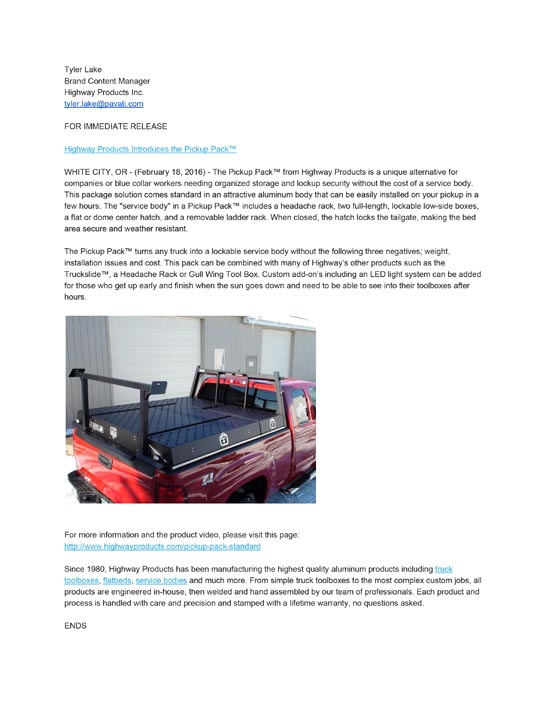 Tyler Lake
Brand Content Manager
Highway Products Inc.
tyler.lake@pavati.com
FOR IMMEDIATE RELEASE
Highway Products Introduces the Pickup Pack™
WHITE CITY, OR - (February 18, 2016) - The Pickup Pack™ from Highway Products is a unique alternative for
companies or blue collar workers needing organized storage and lockup security without the cost of a service body.
This package solution comes standard in an attractive aluminum body that can be easily installed on your pickup in a
few hours. The "service body" in a Pickup Pack™ includes a headache rack, two full-length, lockable low-side boxes,
a flat or dome center hatch, and a removable ladder rack. When closed, the hatch locks the tailgate, making the bed
area secure and weather resistant.
The Pickup Pack™ turns any truck into a lockable service body without the following three negatives; weight,
installation issues and cost. This pack can be combined with many of Highway's other products such as the
Truckslide™, a Headache Rack or Gull Wing Tool Box. Custom add-on's including an LED light system can be added
for those who get up early and finish when the sun goes down and need to be able to see into their toolboxes after
hours.
For more information and the product video, please visit this page:
http://www.highwayproducts.com/pickup-pack-standard
Since 1980, Highway Products has been manufacturing the highest quality aluminum products including truck
toolboxes, flatbeds, service bodies and much more. From simple truck toolboxes to the most complex custom jobs, all
products are engineered in-house, then welded and hand assembled by our team of professionals. Each product and
process is handled with care and precision and stamped with a lifetime warranty, no questions asked.
ENDS